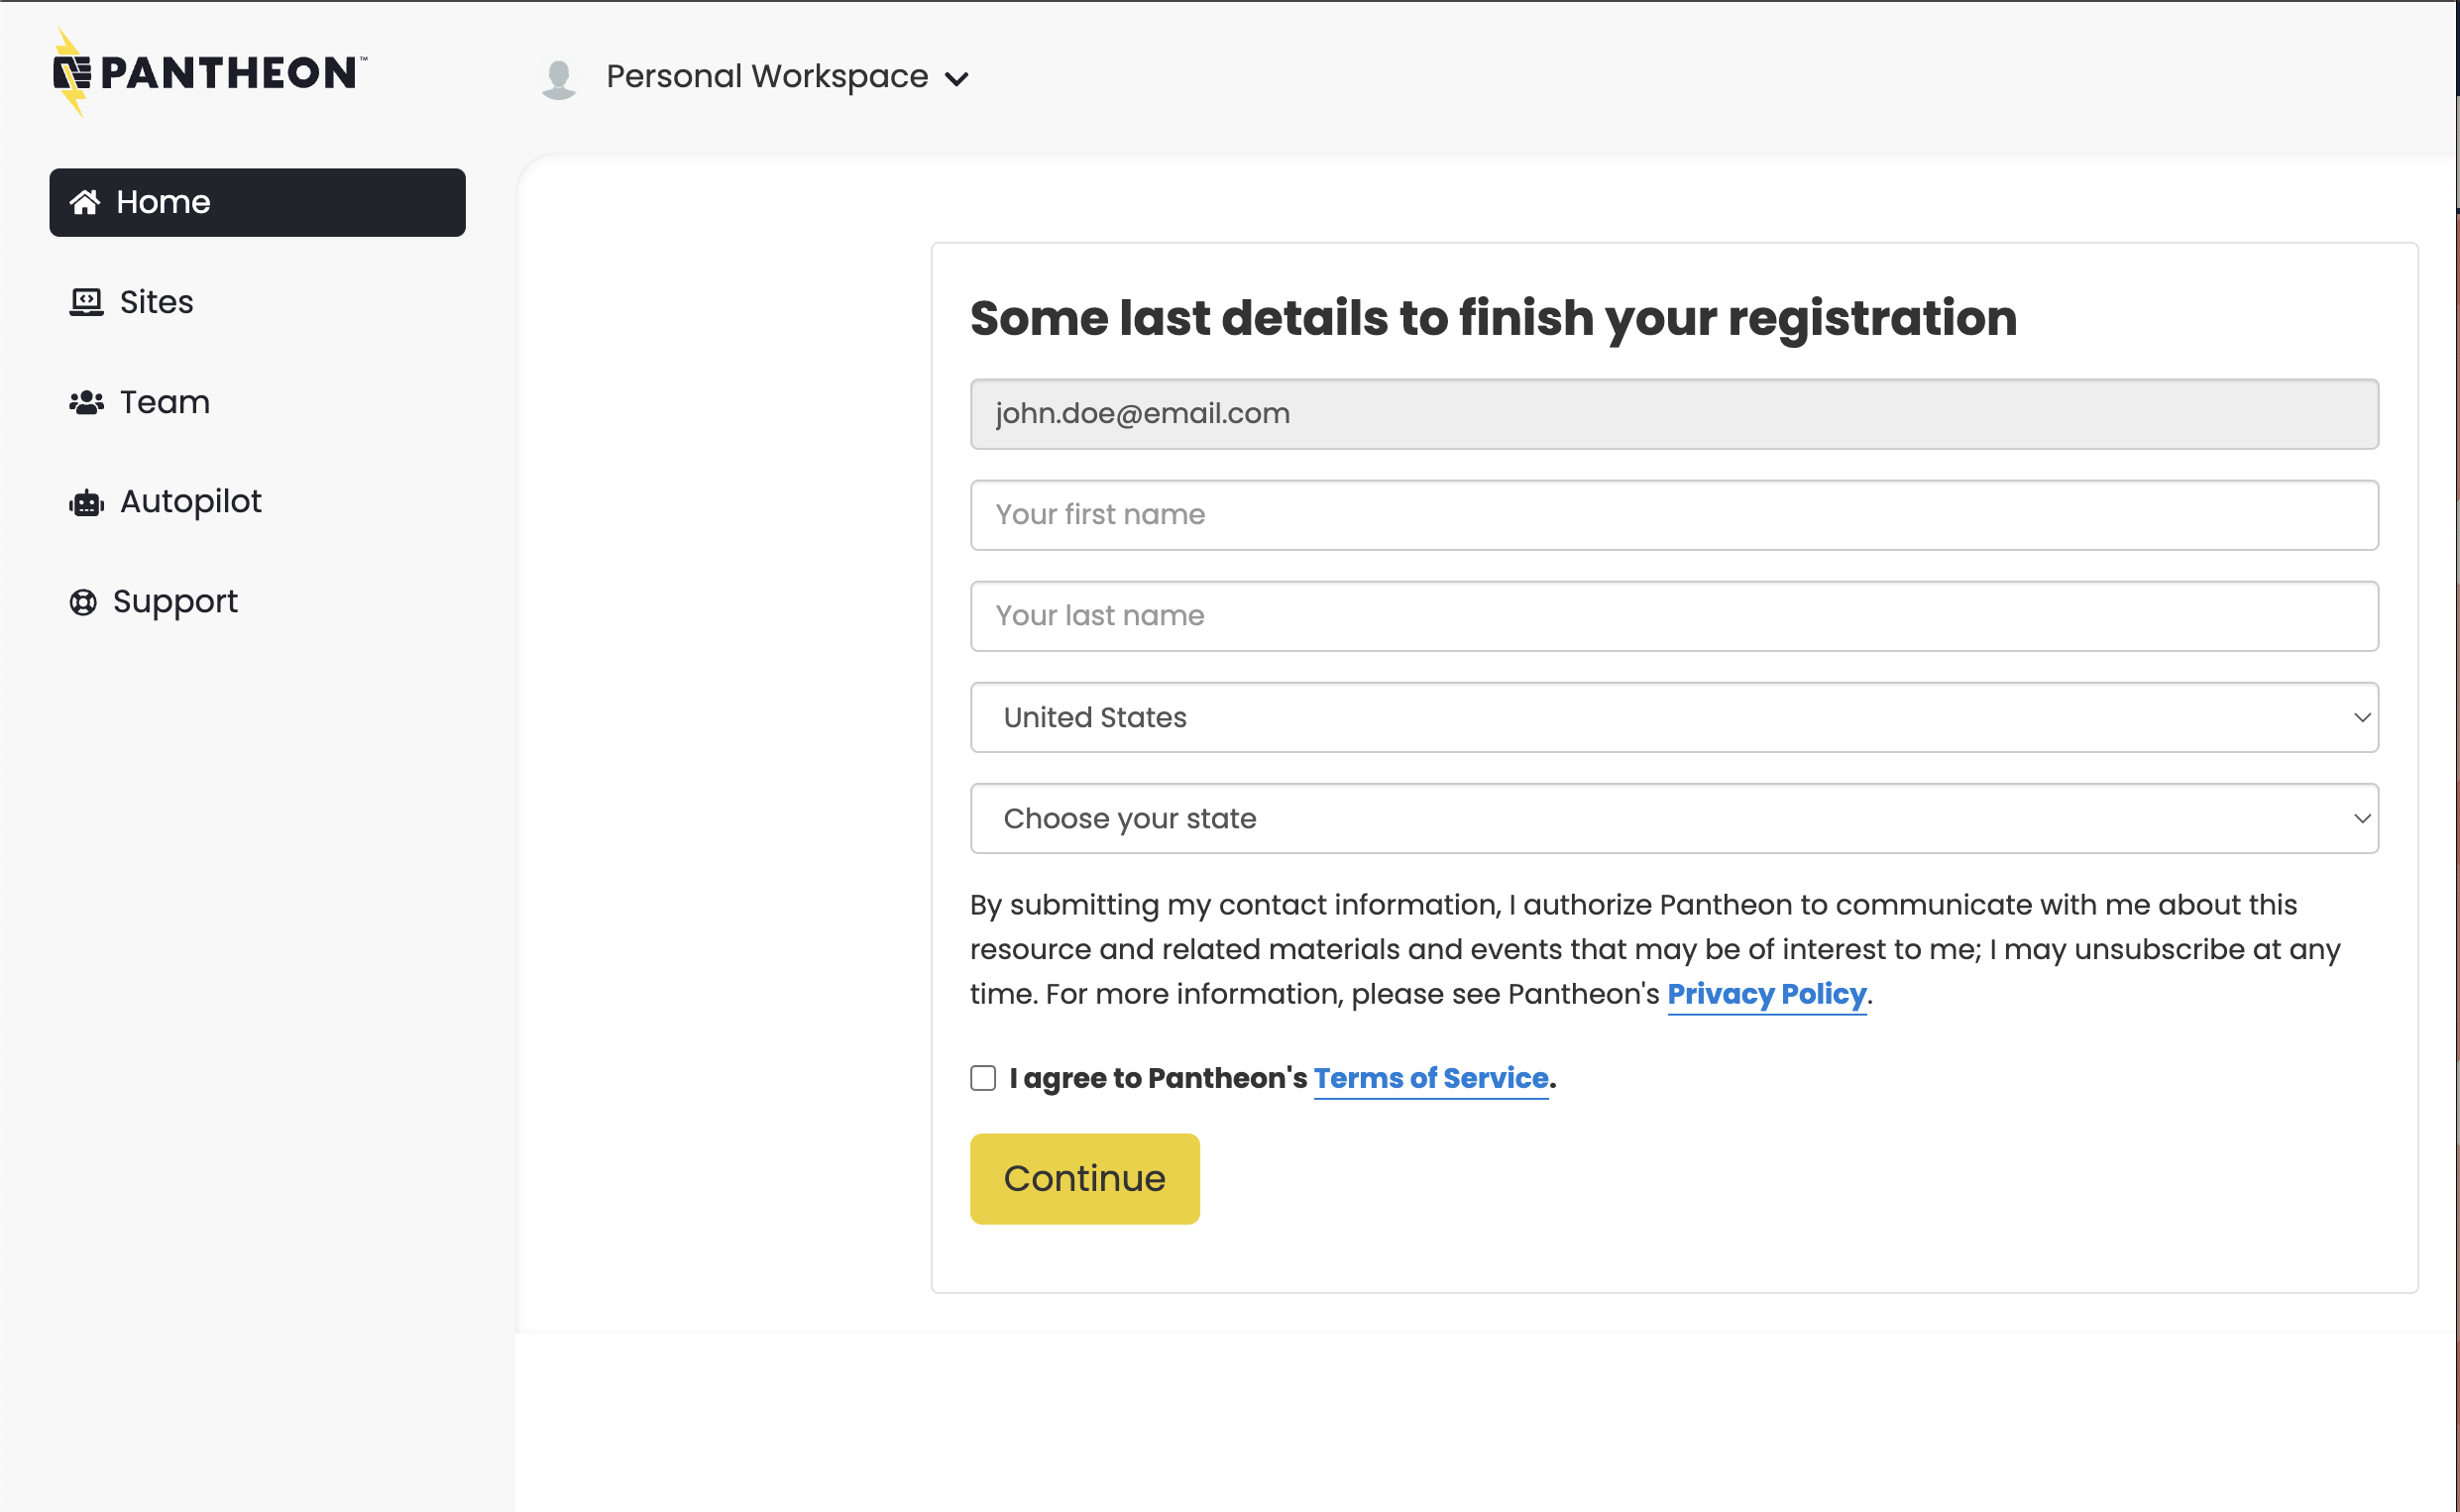 PANTHEON™
Personal Workspace
Home
Sites
Team
Autopilot
Support
Some last details to finish your registration
john.doe@email.com
Your first name
Your last name
United States
Choose your state
By submitting my contact information, I authorize Pantheon to communicate with me about this
resource and related materials and events that may be of interest to me; I may unsubscribe at any
time. For more information, please see Pantheon's Privacy Policy.
I agree to Pantheon's Terms of Service.
Continue